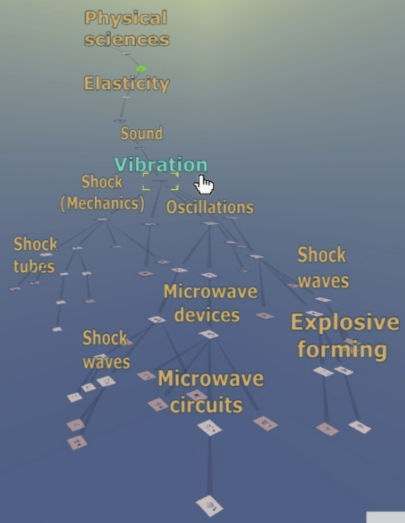 Physical
sciences
Elasticity
Sound
Vibration
Shock
(Mechanics)
Oscillations
Shock
tubes
Shock
waves
Microwave
devices
Explosive
forming
Shock
waves
Microwave
circuits